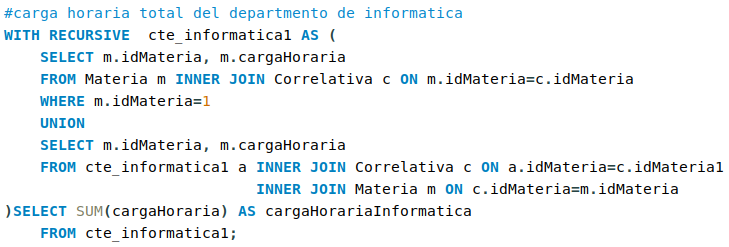 #carga horaria total del departmento de informatica
WITH RECURSIVE  cte_informatica1 AS (
    SELECT m.idMateria, m.cargaHoraria
    FROM Materia m INNER JOIN Correlativa c ON m.idMateria=c.idMateria
    WHERE m.idMateria=1
    UNION
    SELECT m.idMateria, m.cargaHoraria
    FROM cte_informatica1 a INNER JOIN Correlativa c ON a.idMateria=c.idMateria1
                            INNER JOIN Materia m ON c.idMateria=m.idMateria
)SELECT SUM(cargaHoraria) AS cargaHorariaInformatica
    FROM cte_informatica1;